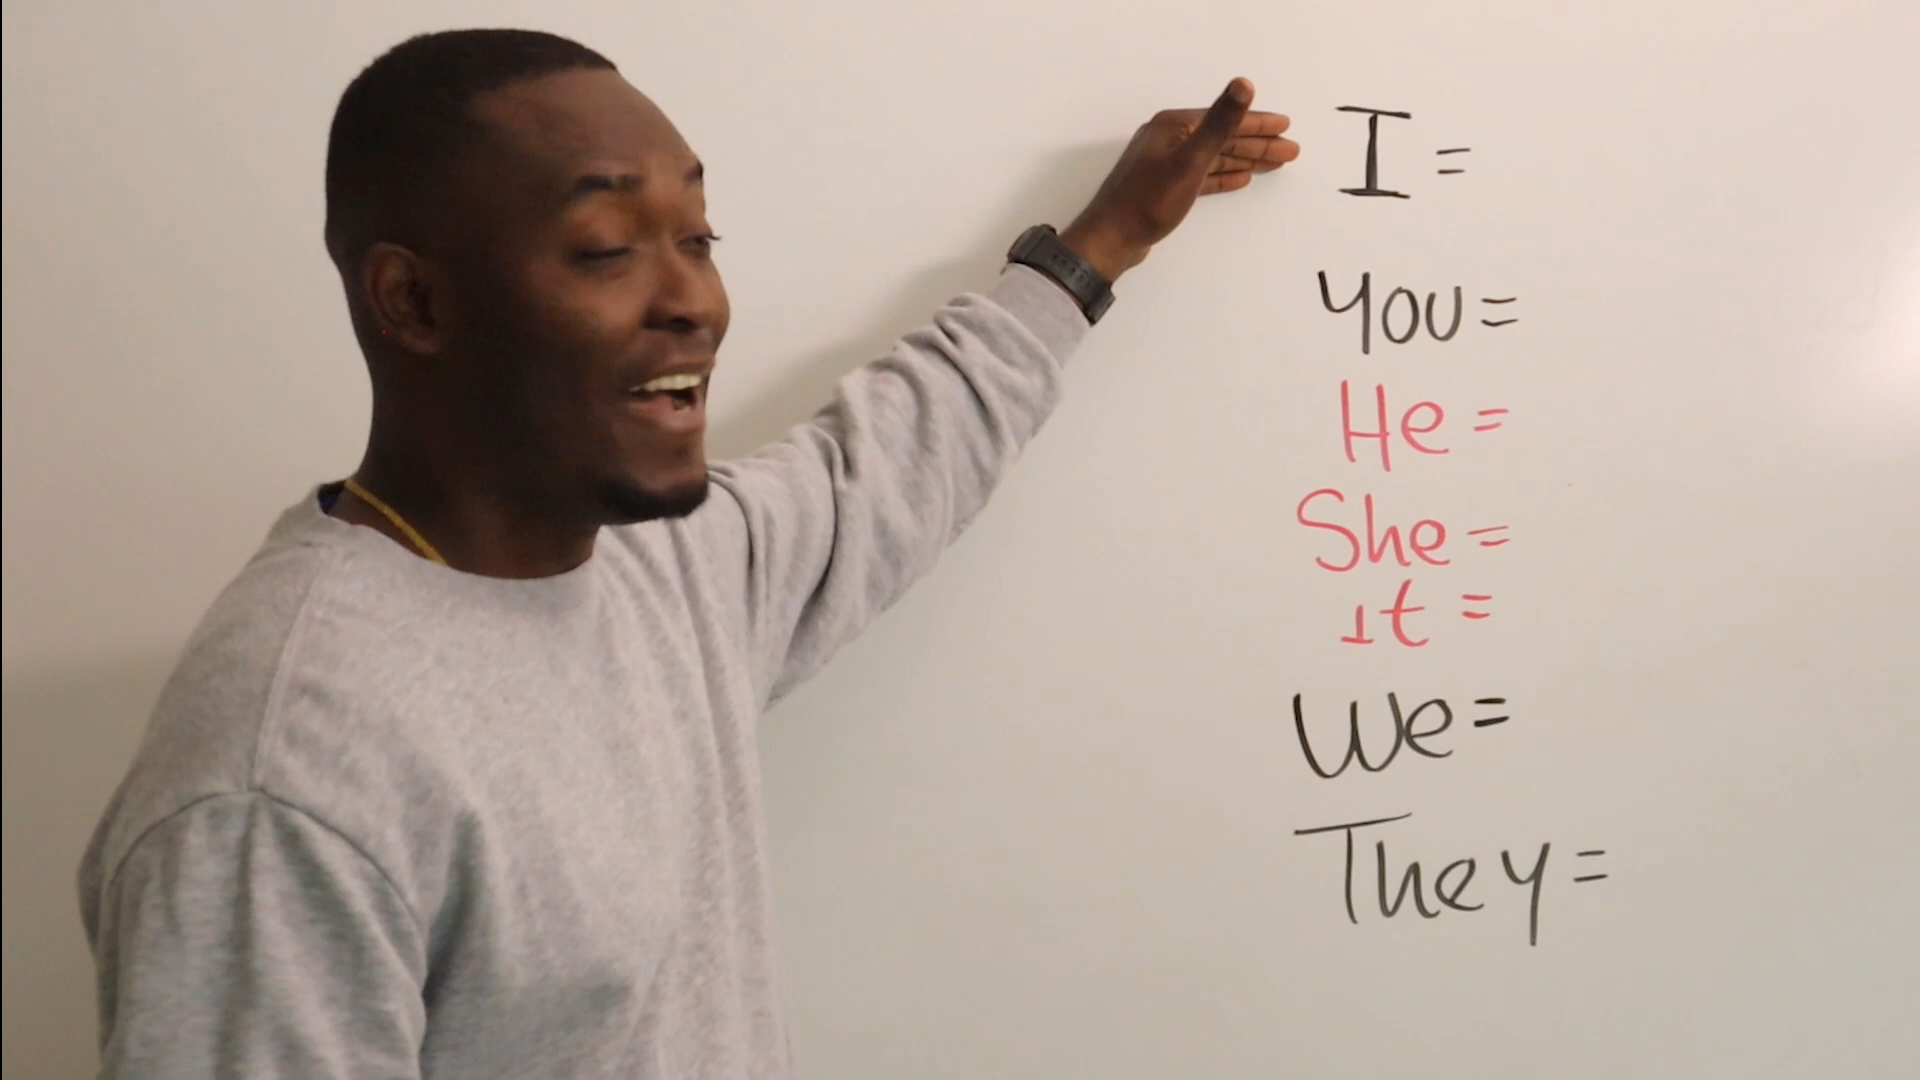 I =
You =
He =
She =
It =
We =
They =